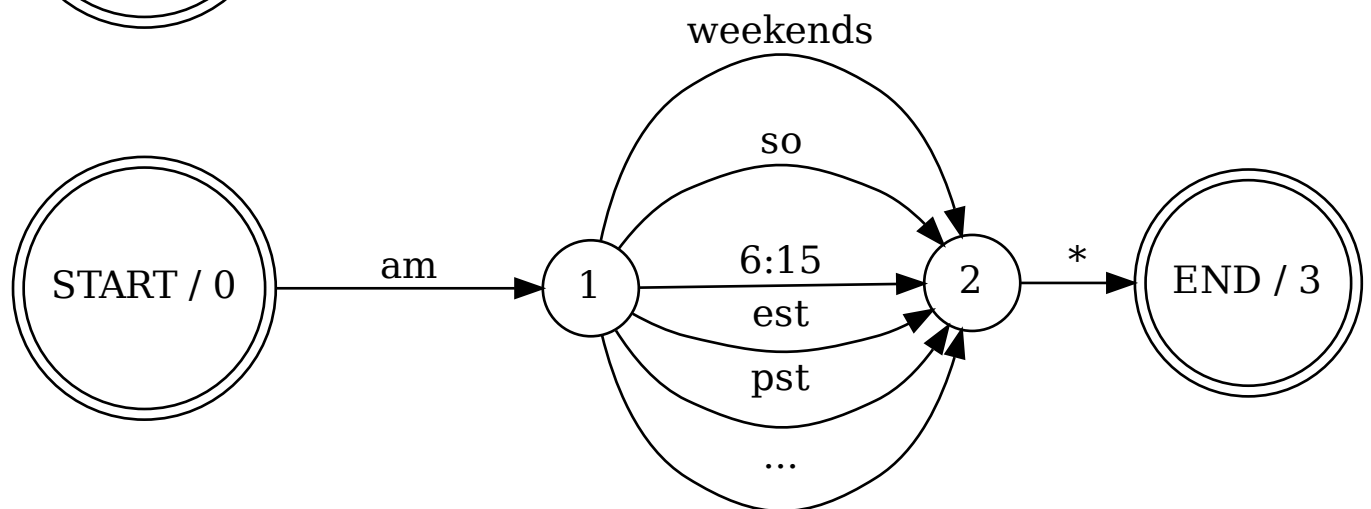 weekends
so
START / 0
am
1
6:15
2
*
END / 3
est
pst
...